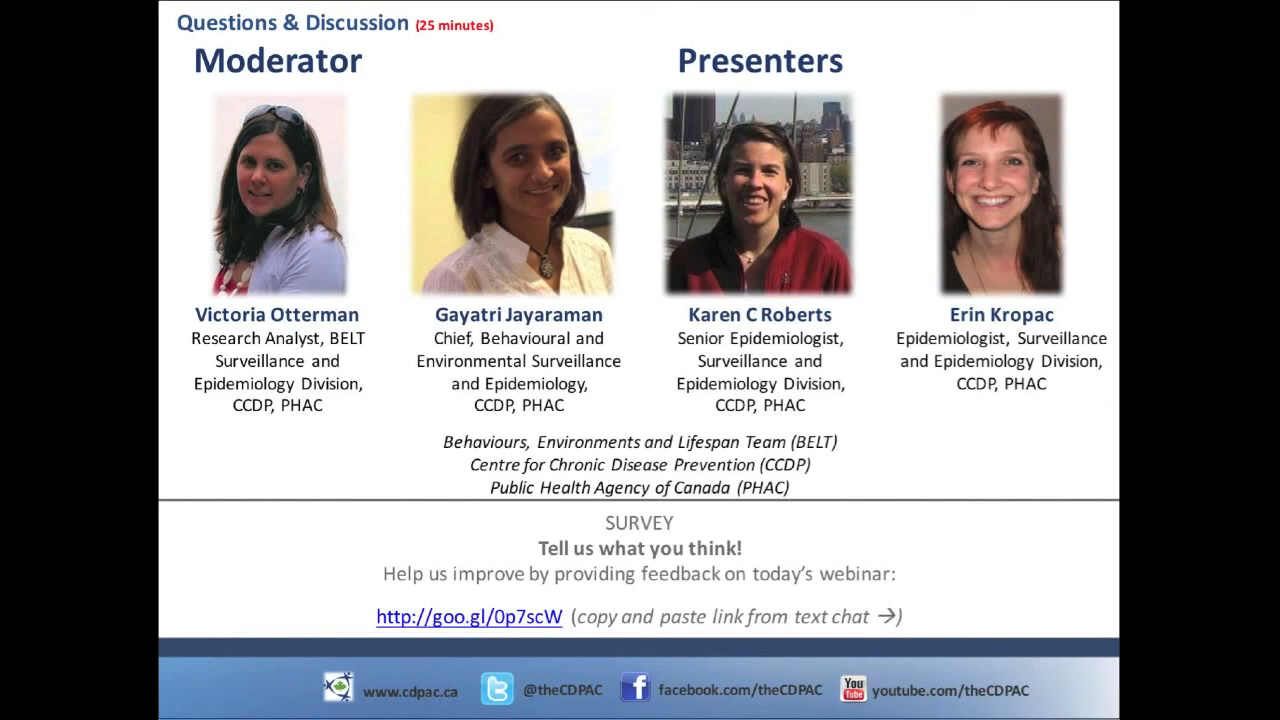 Questions & Discussion (25 minutes)
Moderator
Presenters
Victoria Otterman
Research Analyst, BELT
Surveillance and
Epidemiology Division,
CCDP, PHAC
Gayatri Jayaraman
Chief, Behavioural and
Environmental Surveillance
and Epidemiology,
CCDP, PHAC
Karen C Roberts
Senior Epidemiologist,
Surveillance and
Epidemiology Division,
CCDP, PHAC
Erin Kropac
Epidemiologist, Surveillance
and Epidemiology Division,
CCDP, PHAC
Behaviours, Environments and Lifespan Team (BELT)
Centre for Chronic Disease Prevention (CCDP)
Public Health Agency of Canada (PHAC)
SURVEY
Tell us what you think!
Help us improve by providing feedback on today's webinar:
http://goo.gl/0p7scW (copy and paste link from text chat →)
www.cdpac.ca
@theCDPAC
facebook.com/theCDPAC
You
Tube
youtube.com/theCDPAC